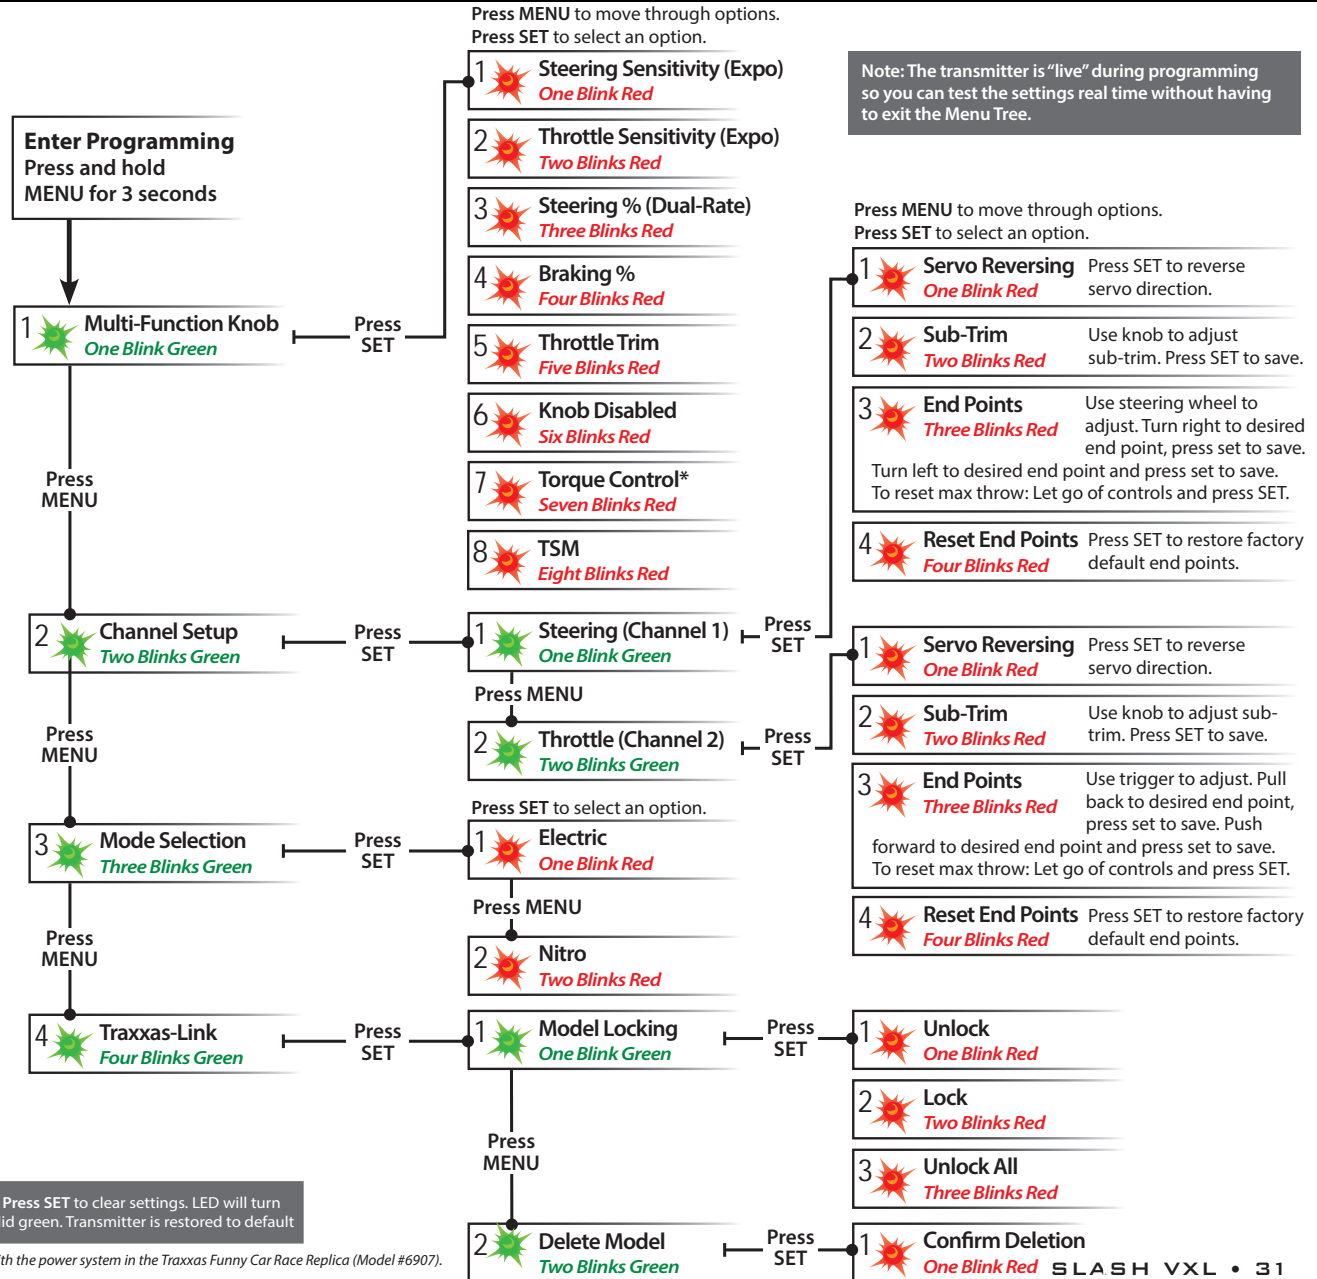 Press MENU to move through options.
Press SET to select an option.
Note: The transmitter is “live” during programming
so you can test the settings real time without having
to exit the Menu Tree.
Enter Programming
Press and hold
MENU for 3 seconds
1 Multi-Function Knob
One Blink Green
Press
SET
1 Steering Sensitivity (Expo)
One Blink Red
2 Throttle Sensitivity (Expo)
Two Blinks Red
3 Steering % (Dual-Rate)
Three Blinks Red
4 Braking %
Four Blinks Red
5 Throttle Trim
Five Blinks Red
6 Knob Disabled
Six Blinks Red
7 Torque Control*
Seven Blinks Red
8 TSM
Eight Blinks Red
Press
MENU
2 Channel Setup
Two Blinks Green
Press
SET
1 Steering (Channel 1)
One Blink Green
Press
SET
Press MENU to move through options.
Press SET to select an option.
1 Servo Reversing Press SET to reverse
One Blink Red servo direction.
2 Sub-Trim Use knob to adjust
Two Blinks Red sub-trim. Press SET to save.
3 End Points Use steering wheel to
Three Blinks Red adjust. Turn right to desired
end point, press set to save.
Turn left to desired end point and press set to save.
To reset max throw: Let go of controls and press SET.
4 Reset End Points Press SET to restore factory
Four Blinks Red default end points.
Press MENU
2 Throttle (Channel 2)
Two Blinks Green
Press
SET
1 Servo Reversing Press SET to reverse
One Blink Red servo direction.
2 Sub-Trim Use knob to adjust sub-
Two Blinks Red trim. Press SET to save.
3 End Points Use trigger to adjust. Pull
Three Blinks Red back to desired end point,
press set to save. Push
forward to desired end point and press set to save.
To reset max throw: Let go of controls and press SET.
4 Reset End Points Press SET to restore factory
Four Blinks Red default end points.
Press
MENU
3 Mode Selection
Three Blinks Green
Press
SET
Press SET to select an option.
1 Electric
One Blink Red
Press MENU
2 Nitro
Two Blinks Red
Press
MENU
4 Traxxas-Link
Four Blinks Green
Press
SET
1 Model Locking
One Blink Green
Press
SET
1 Unlock
One Blink Red
2 Lock
Two Blinks Red
3 Unlock All
Three Blinks Red
Press
MENU
2 Delete Model
Two Blinks Green
Press
SET
1 Confirm Deletion
One Blink Red
Press SET to clear settings. LED will turn
green. Transmitter is restored to default
the power system in the Traxxas Funny Car Race Replica (Model #6907).
SLASH VXL • 31